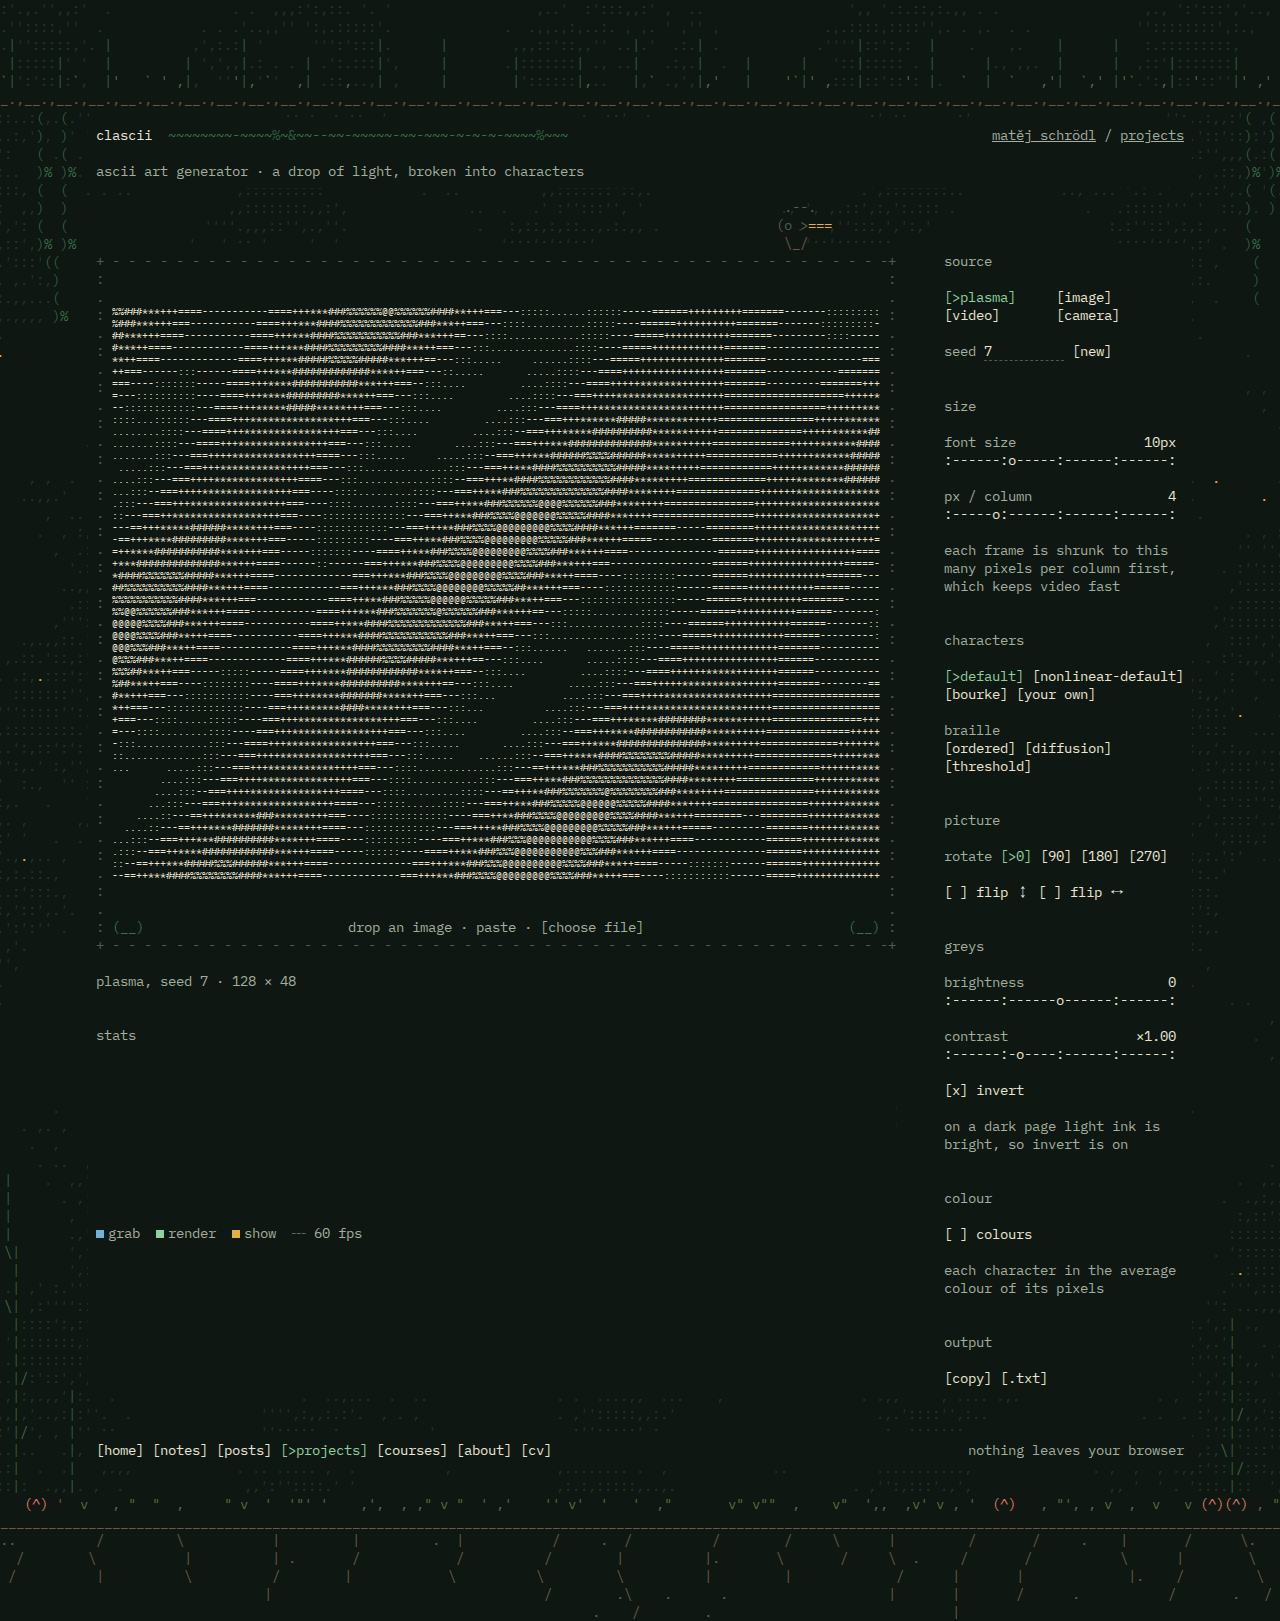 clascii
matěj schrödl / projects
ascii art generator · a drop of light, broken into characters
source
[>plasma] [image]
[video] [camera]
seed 7 [new]
size
font size 10px
px / column 4
each frame is shrunk to this
many pixels per column first,
which keeps video fast
characters
[>default] [nonlinear-default]
[bourke] [your own]
braille
[ordered] [diffusion]
[threshold]
picture
rotate [>0] [90] [180] [270]
[ ] flip ↕ [ ] flip ↔
drop an image · paste · [choose file]
greys
plasma, seed 7 · 128 × 48
brightness 0
stats
contrast ×1.00
[x] invert
on a dark page light ink is
bright, so invert is on
colour
grab render show --- 60 fps
[ ] colours
each character in the average
colour of its pixels
output
[copy] [.txt]
[home] [notes] [posts] [>projects] [courses] [about] [cv]
nothing leaves your browser